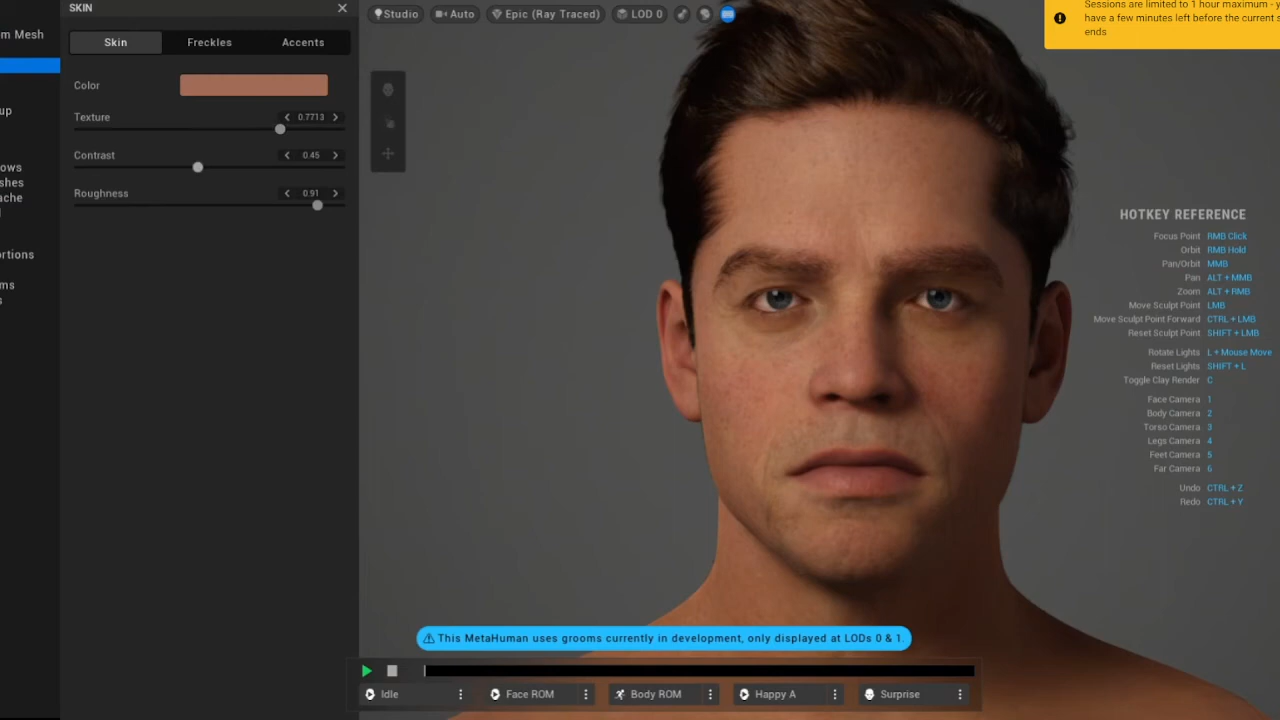 SKIN
m Mesh
up
ows
shes
ache
ortions
ms
s
Skin
Freckles
Accents
Color
Texture
0.7713
Contrast
0.45
Roughness
0.91
Studio
Auto
Epic (Ray Traced)
LOD 0
Sessions are limited to 1 hour maximum - y
have a few minutes left before the current s
ends
HOTKEY REFERENCE
Focus Point RMB Click
Orbit RMB Hold
Pan/Orbit MMB
Pan ALT + MMB
Zoom ALT + RMB
Move Sculpt Point LMB
Move Sculpt Point Forward CTRL + LMB
Reset Sculpt Point SHIFT + LMB
Rotate Lights L + Mouse Move
Reset Lights SHIFT + L
Toggle Clay Render C
Face Camera 1
Body Camera 2
Torso Camera 3
Legs Camera 4
Feet Camera 5
Far Camera 6
Undo CTRL + Z
Redo CTRL + Y
This MetaHuman uses grooms currently in development, only displayed at LODs 0 & 1.
Idle
Face ROM
Body ROM
Happy A
Surprise